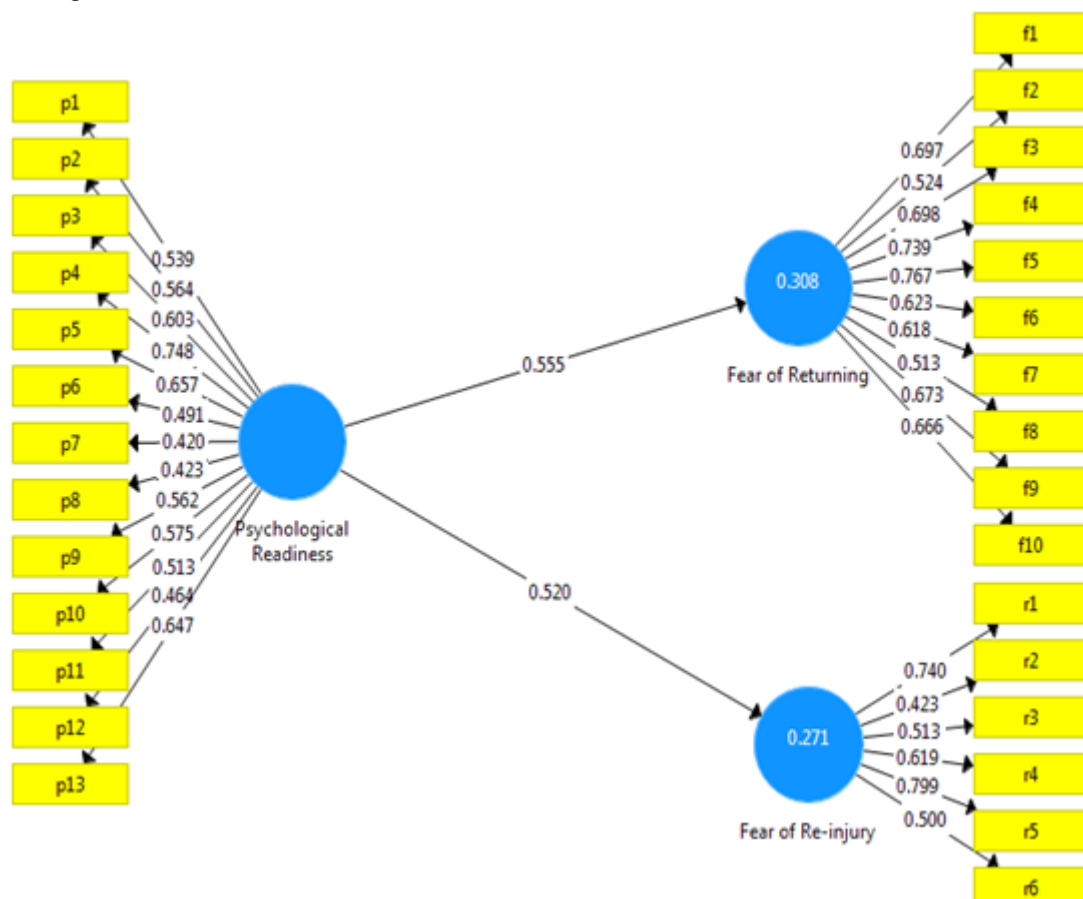 p1
p2
p3
p4
p5
p6
p7
p8
p9
p10
p11
p12
p13
0.539
0.564
0.603
0.748
0.657
0.491
0.420
0.423
0.562
0.575
0.513
0.464
0.647
Psychological
Readiness
0.555
0.520
0.308
Fear of Returning
0.697
0.524
0.698
0.739
0.767
0.623
0.618
0.513
0.673
0.666
f1
f2
f3
f4
f5
f6
f7
f8
f9
f10
0.271
Fear of Re-injury
0.740
0.423
0.513
0.619
0.799
0.500
r1
r2
r3
r4
r5
r6